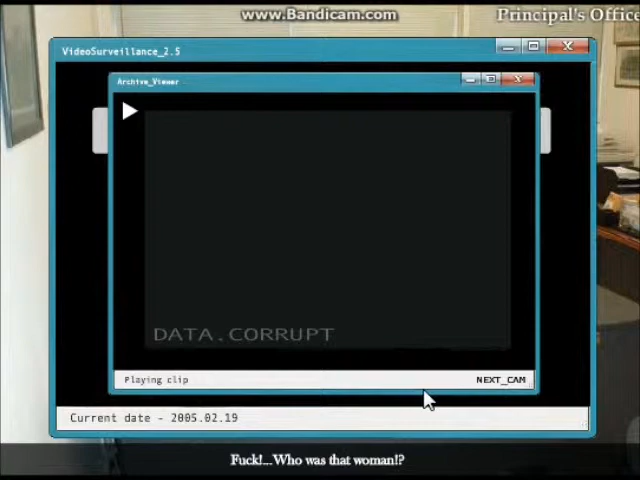 www.Bandicam.com
Principal's Office
VideoSurveillance_2.5
Archive_Viewer
DATA.CORRUPT
Playing clip
NEXT_CAM
Current date - 2005.02.19
Fuck!...Who was that woman!?